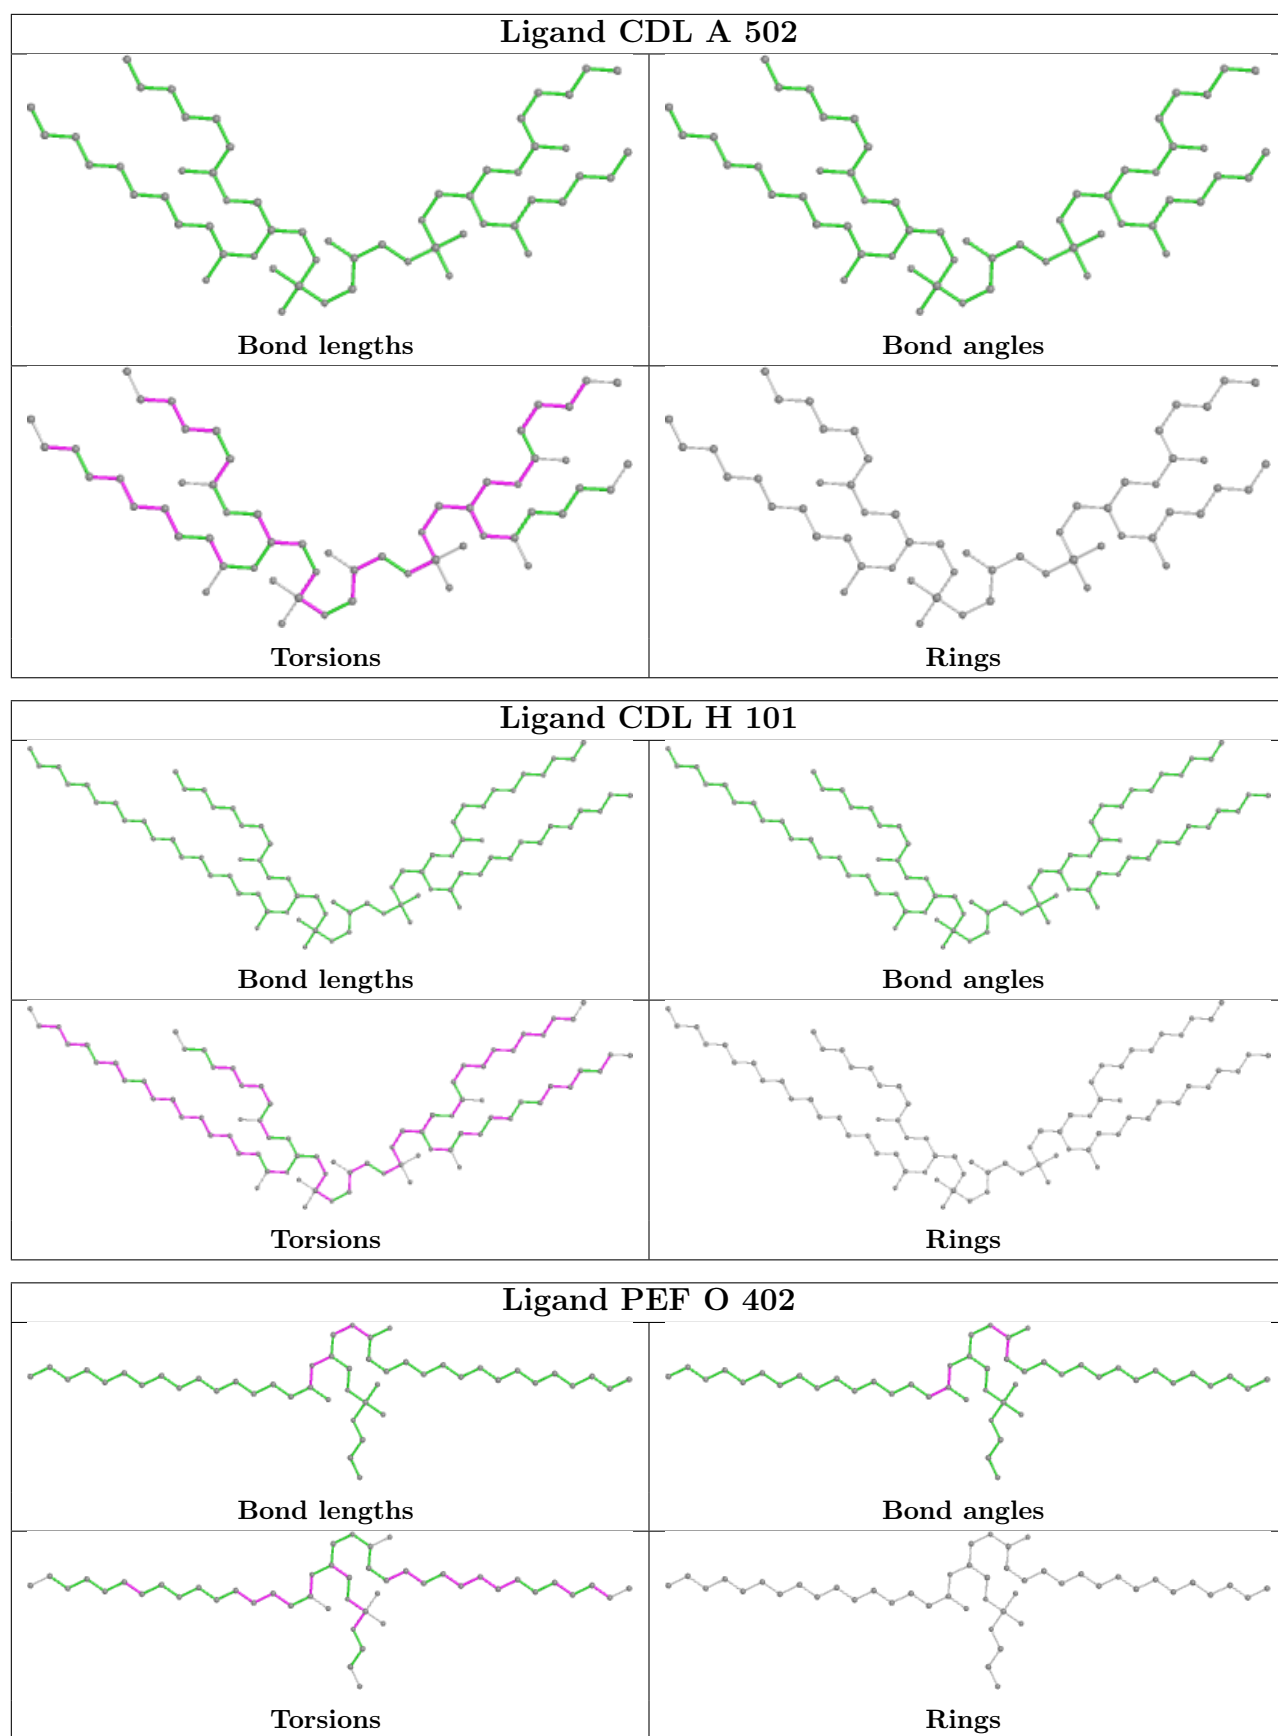 Ligand CDL A 502
Bond lengths
Bond angles
Torsions
Rings
Ligand CDL H 101
Bond lengths
Bond angles
Torsions
Rings
Ligand PEF O 402
Bond lengths
Bond angles
Torsions
Rings